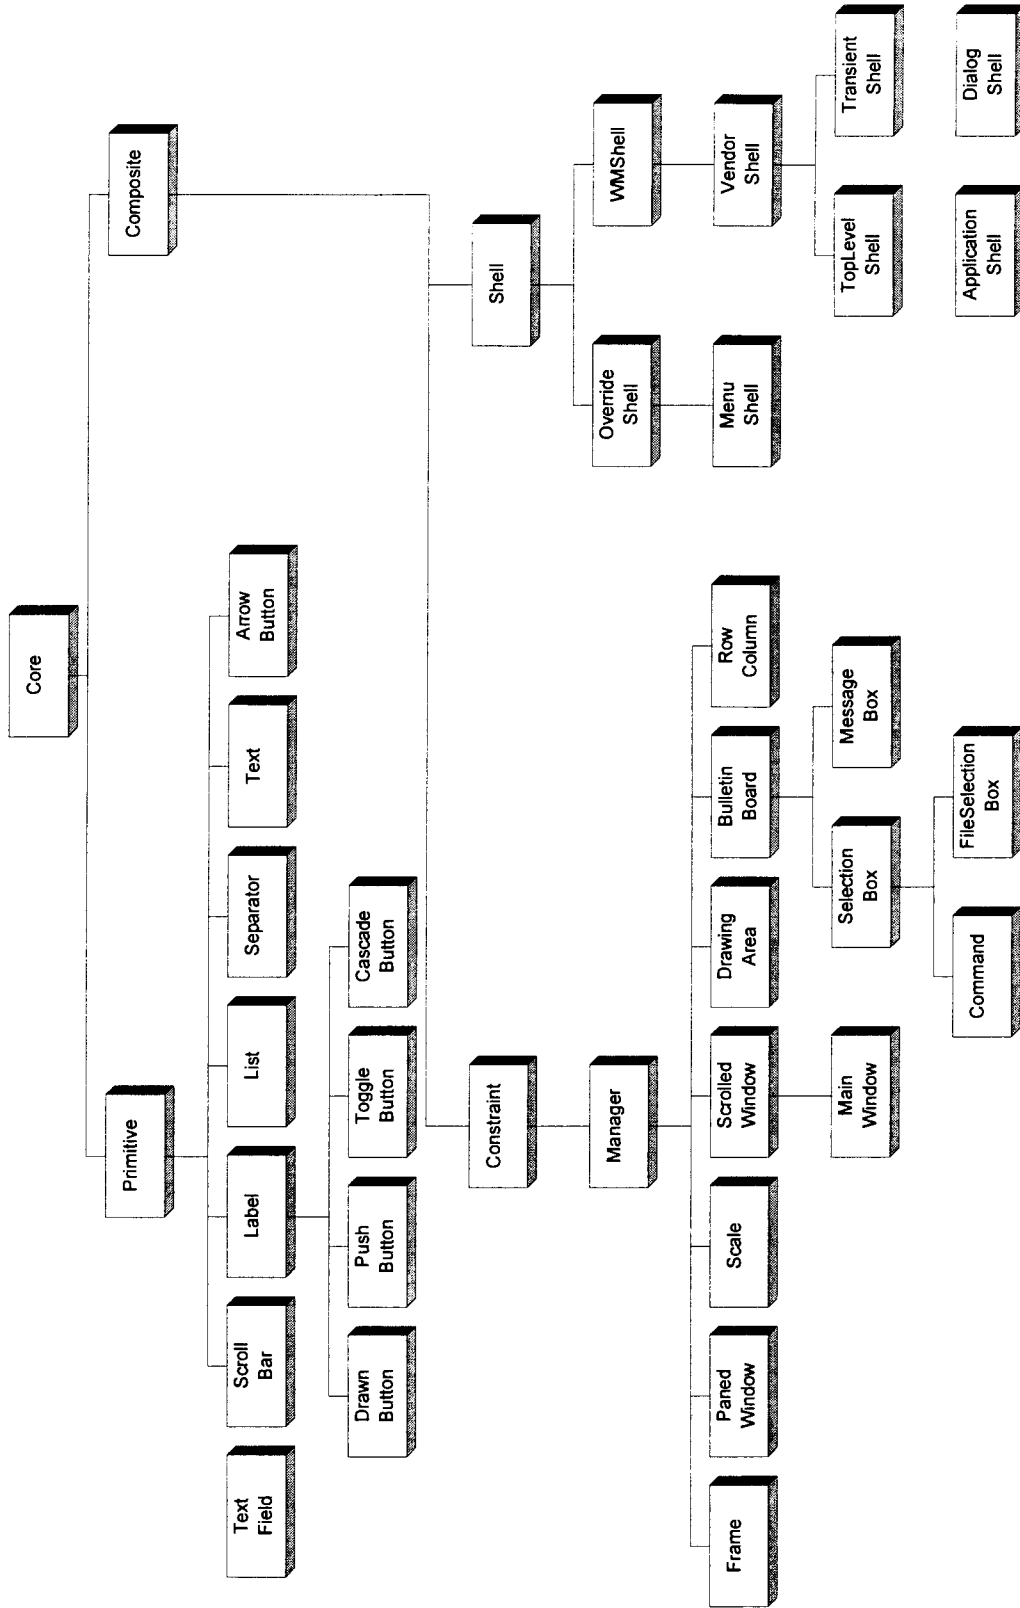 Core
Primitive
Composite
Text
Field
Scroll
Bar
Label
List
Separator
Text
Arrow
Button
Drawn
Button
Push
Button
Toggle
Button
Cascade
Button
Constraint
Shell
Manager
Override
Shell
WMShell
Frame
Paned
Window
Scale
Scrolled
Window
Drawing
Area
Bulletin
Board
Row
Column
Menu
Shell
Vendor
Shell
Main
Window
Selection
Box
Message
Box
TopLevel
Shell
Transient
Shell
Command
FileSelection
Box
Application
Shell
Dialog
Shell